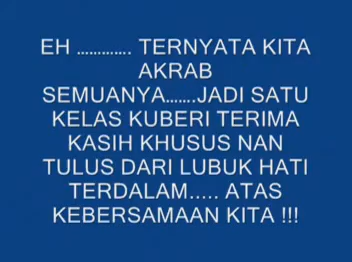 EH …………. TERNYATA KITA
AKRAB
SEMUANYA…….JADI SATU
KELAS KUBERI TERIMA
KASIH KHUSUS NAN
TULUS DARI LUBUK HATI
TERDALAM..... ATAS
KEBERSAMAAN KITA !!!